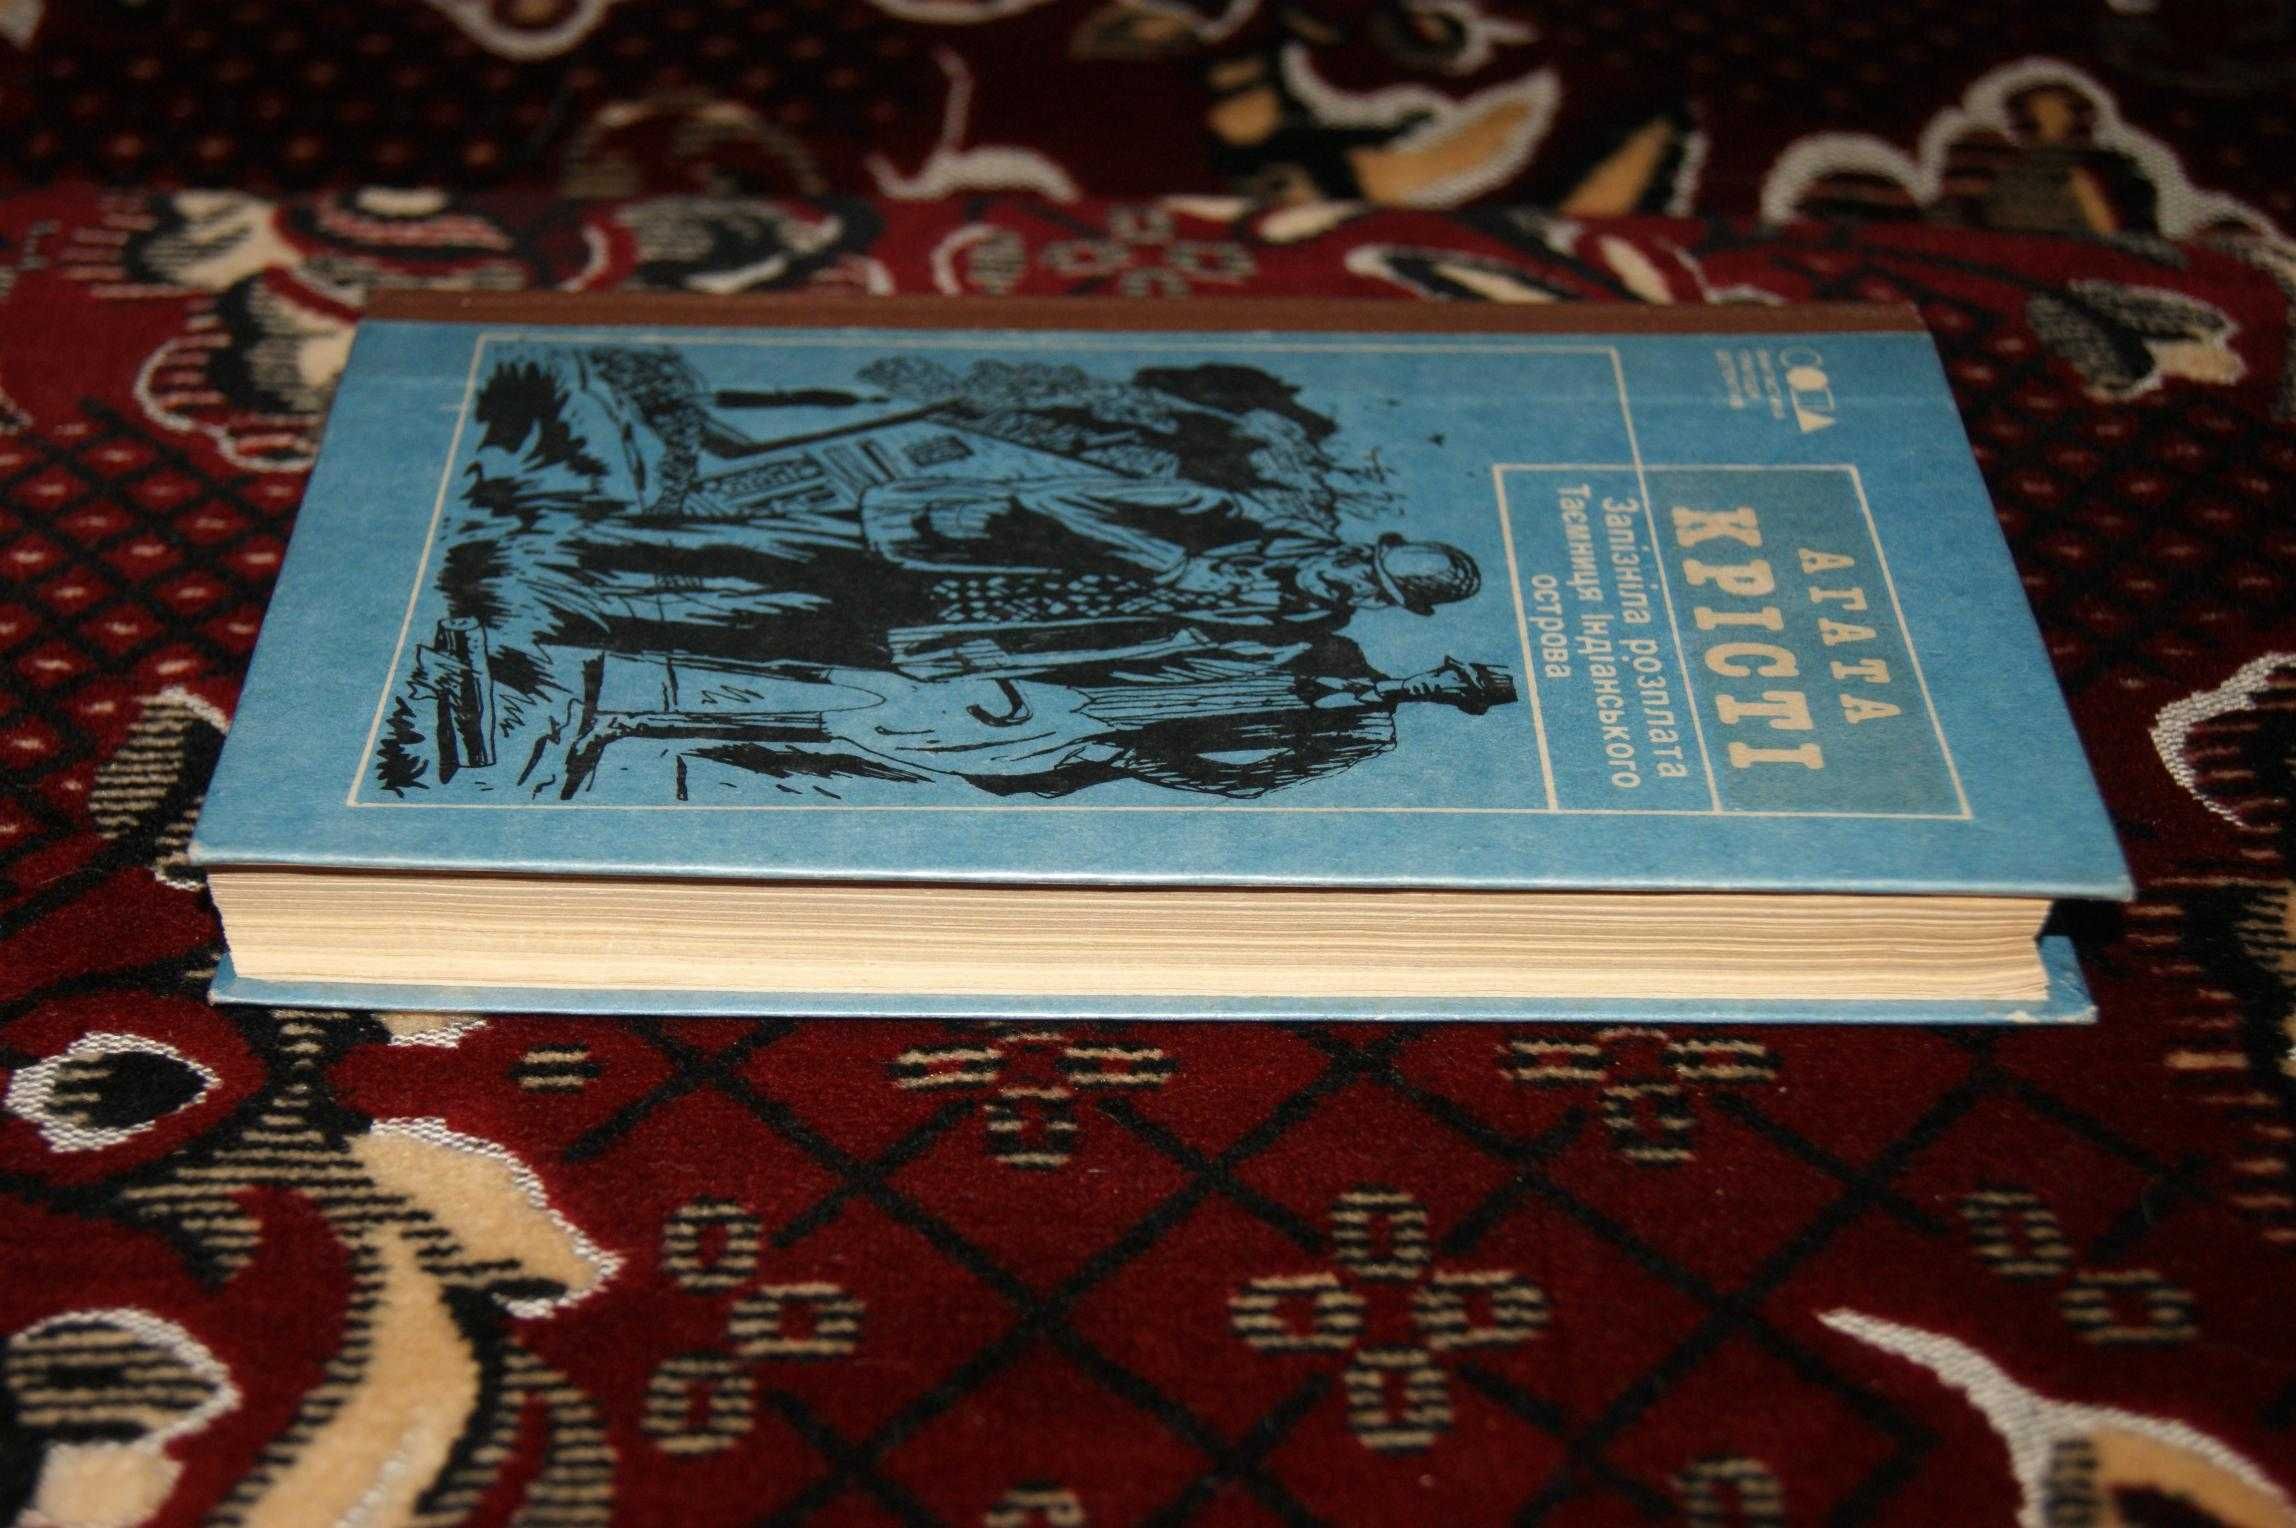 АГАТА
КРІСТІ
Запізніла розплата
Таємниця Індіанського
острова